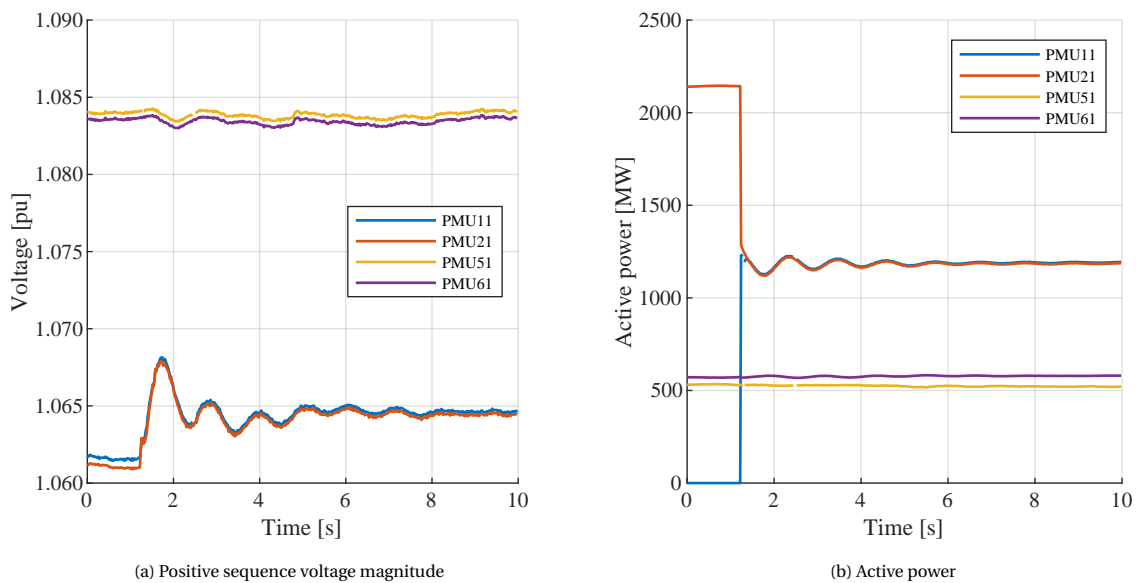 1.090
1.085
1.080
1.075
1.070
1.065
1.060
Voltage [pu]
PMU11
PMU21
PMU51
PMU61
0 2 4 6 8 10
Time [s]
(a) Positive sequence voltage magnitude
2500
2000
1500
1000
500
0
Active power [MW]
PMU11
PMU21
PMU51
PMU61
0 2 4 6 8 10
Time [s]
(b) Active power